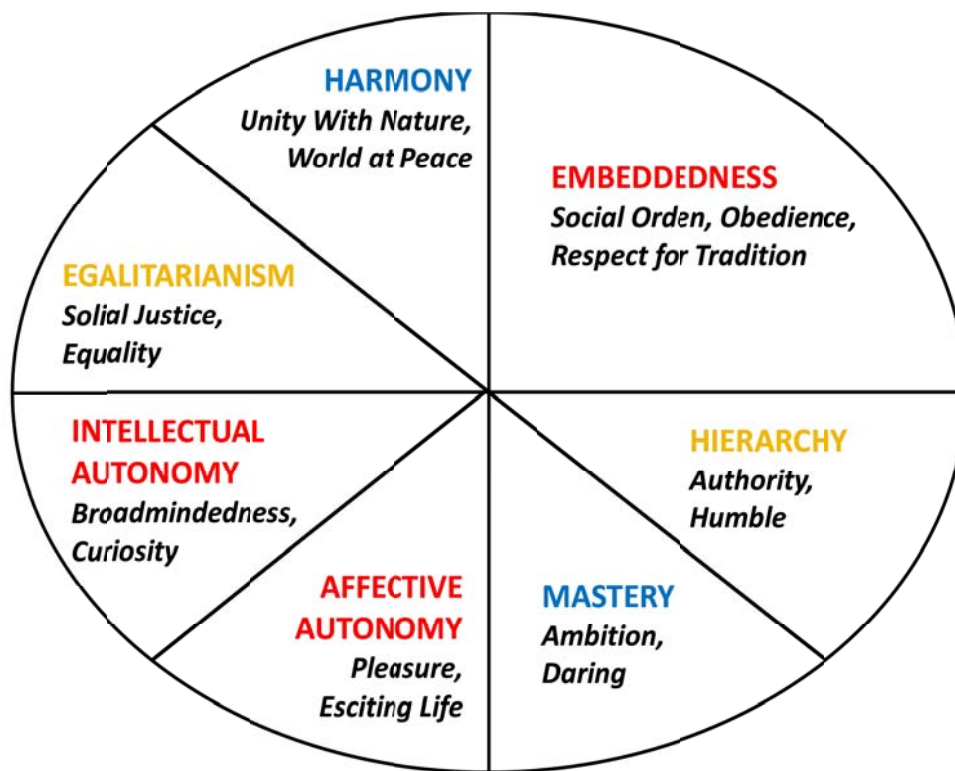 HARMONY
Unity With Nature,
World at Peace
EMBEDDEDNESS
Social Orden, Obedience,
Respect for Tradition
EGALITARIANISM
Solial Justice,
Equality
INTELLECTUAL
AUTONOMY
Broadmindedness,
Curiosity
HIERARCHY
Authority,
Humble
AFFECTIVE
AUTONOMY
Pleasure,
Esciting Life
MASTERY
Ambition,
Daring